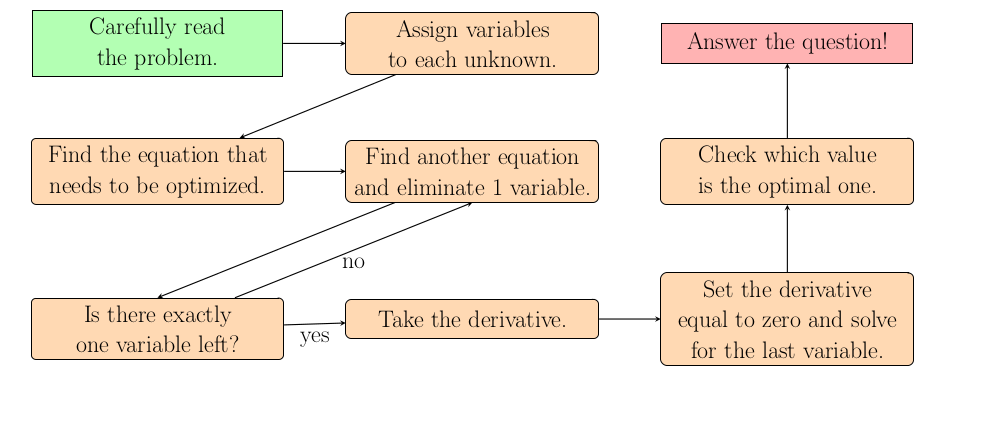 Carefully read
the problem.
Assign variables
to each unknown.
Find the equation that
needs to be optimized.
Find another equation
and eliminate 1 variable.
no
Is there exactly
one variable left?
yes
Take the derivative.
Set the derivative
equal to zero and solve
for the last variable.
Check which value
is the optimal one.
Answer the question!